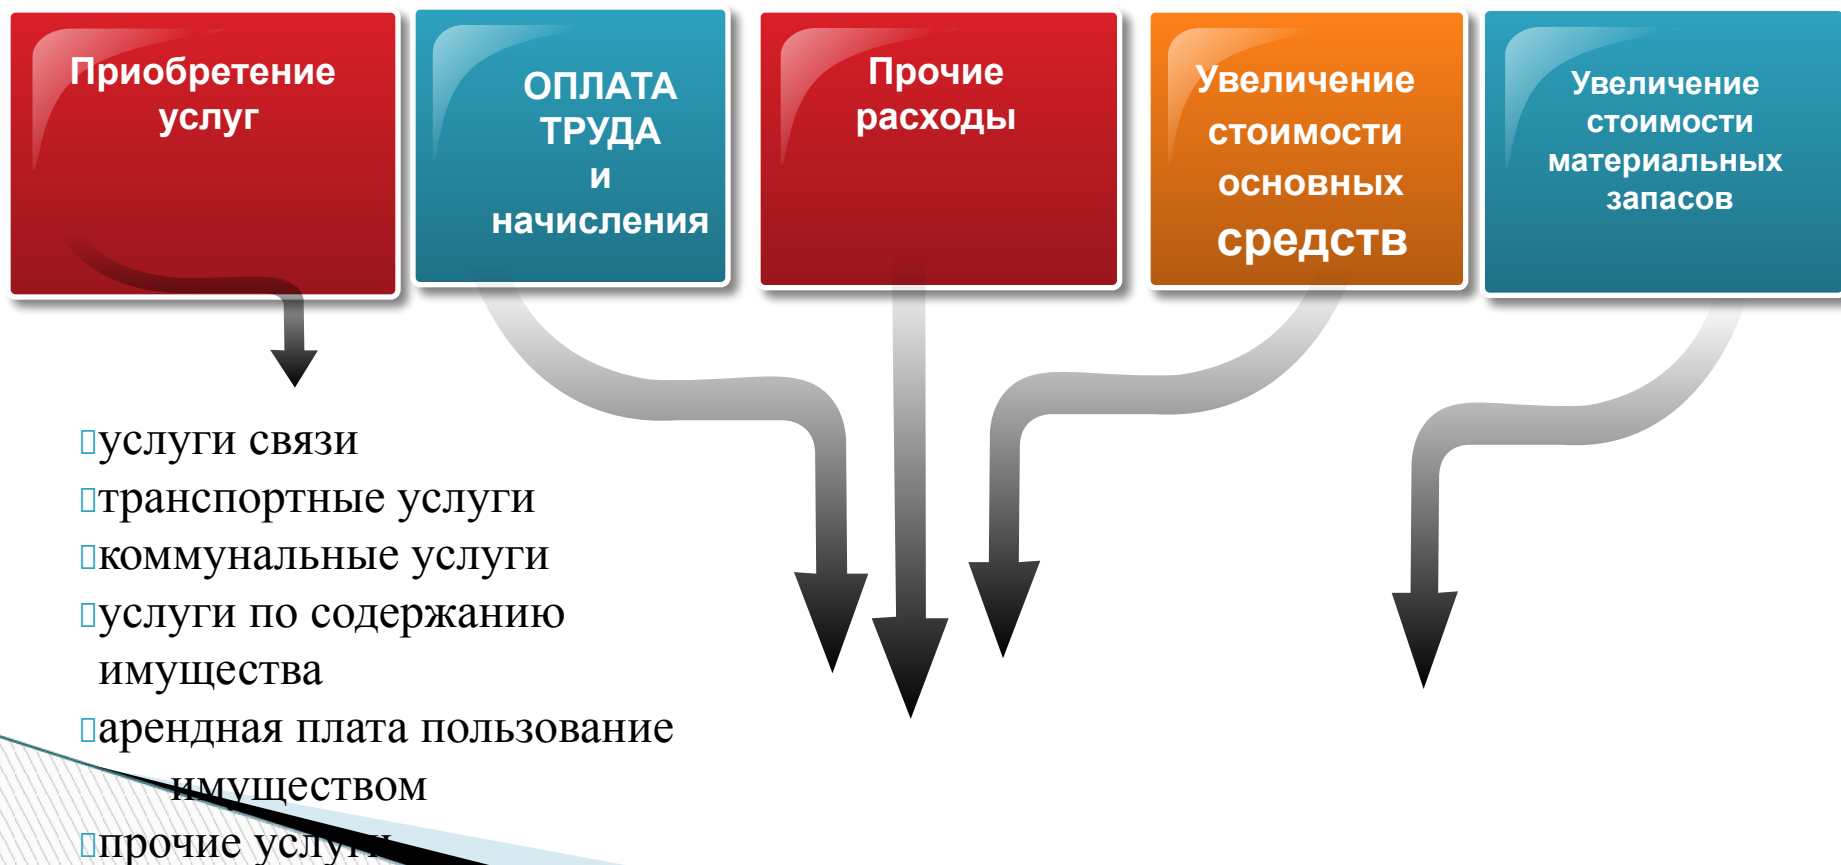 Приобретение
услуг
ОПЛАТА
ТРУДА
и
начисления
Прочие
расходы
Увеличение
стоимости
основных
средств
Увеличение
стоимости
материальных
запасов
услуги связи
транспортные услуги
коммунальные услуги
услуги по содержанию
имущества
арендная плата пользование
имуществом
прочие услуги